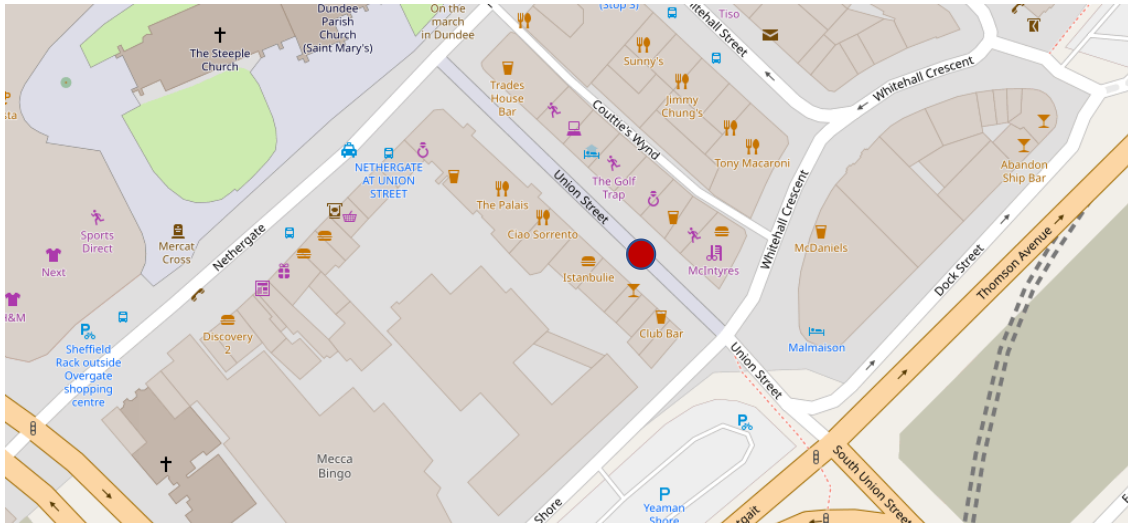 Dundee
Parish
Church
(Saint Mary's)
On the
march
in Dundee
(Stop S)
Tiso
Whitehall Street
The Steeple
Church
Sunny's
Whitehall Crescent
Trades
House
Bar
Jimmy
Chung's
Couttie's Wynd
Tony Macaroni
Abandon
Ship Bar
NETHERGATE
AT UNION
STREET
The Golf
Trap
Union Street
The Palais
Sports
Direct
Mercat
Cross
Nethergate
Ciao Sorrento
Whitehall Crescent
McDaniels
Dock Street
Thomson Avenue
Next
McIntyres
Istanbulie
H&M
Discovery
2
Club Bar
Malmaison
Union Street
P
Sheffield
Rack outside
Overgate
shopping
centre
P
Mecca
Bingo
South Union Street
P
Yeaman
Shore
Shore